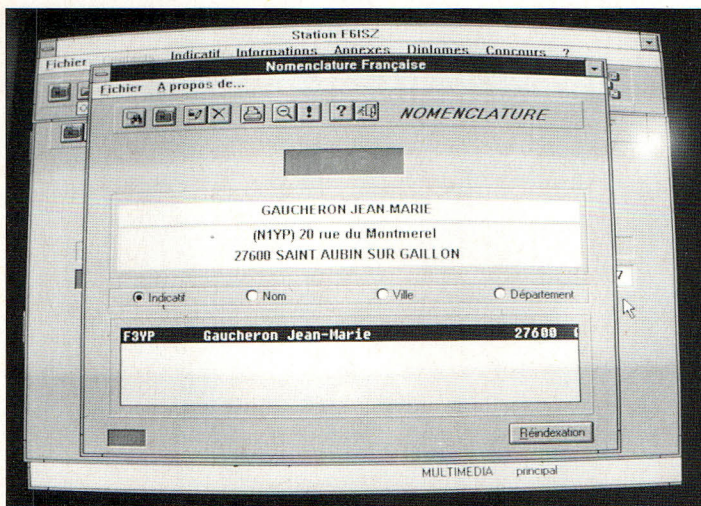 Station F6ISZ
Fichier Indicatif Informations Annexes Diplomes Concours ?
Nomenclature Française
Fichier A propos de...
! ? NOMENCLATURE
GAUCHERON JEAN-MARIE
(N1YP) 20 rue du Montmerel
27600 SAINT AUBIN SUR GAILLON
7
Indicatif Nom Ville Département
F3YP Gaucheron Jean-Marie 27600
Réindexation
MULTIMEDIA principal